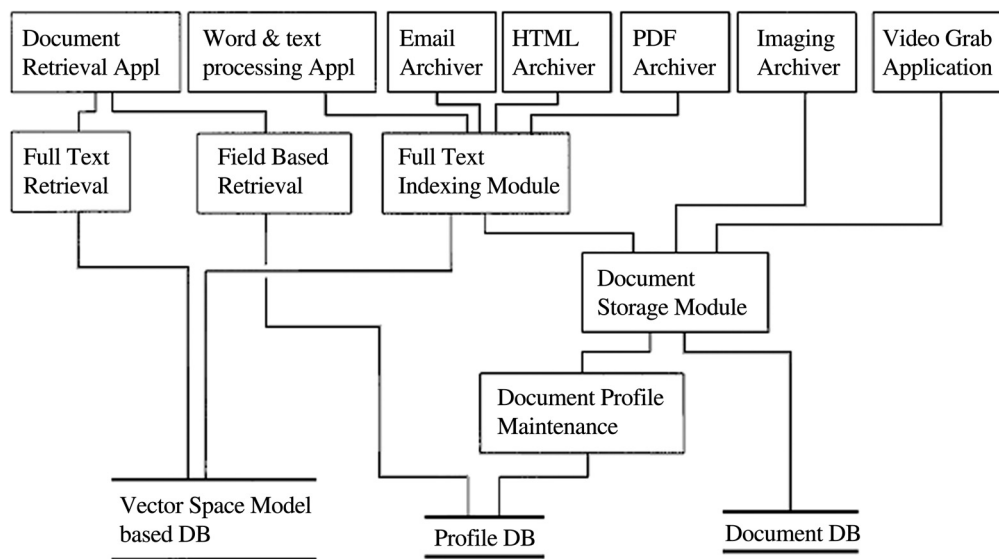 Document
Retrieval Appl
Word & text
processing Appl
Email
Archiver
HTML
Archiver
PDF
Archiver
Imaging
Archiver
Video Grab
Application
Full Text
Retrieval
Field Based
Retrieval
Full Text
Indexing Module
Document
Storage Module
Document Profile
Maintenance
Vector Space Model
based DB
Profile DB
Document DB